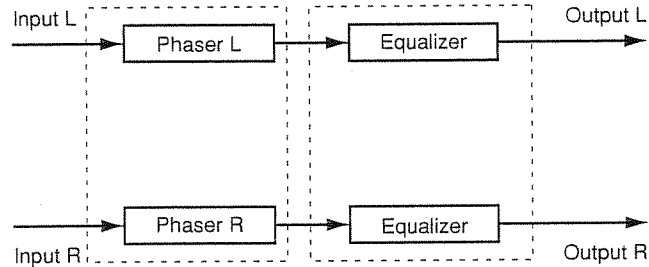 Input L
Phaser L
Equalizer
Output L
Input R
Phaser R
Equalizer
Output R